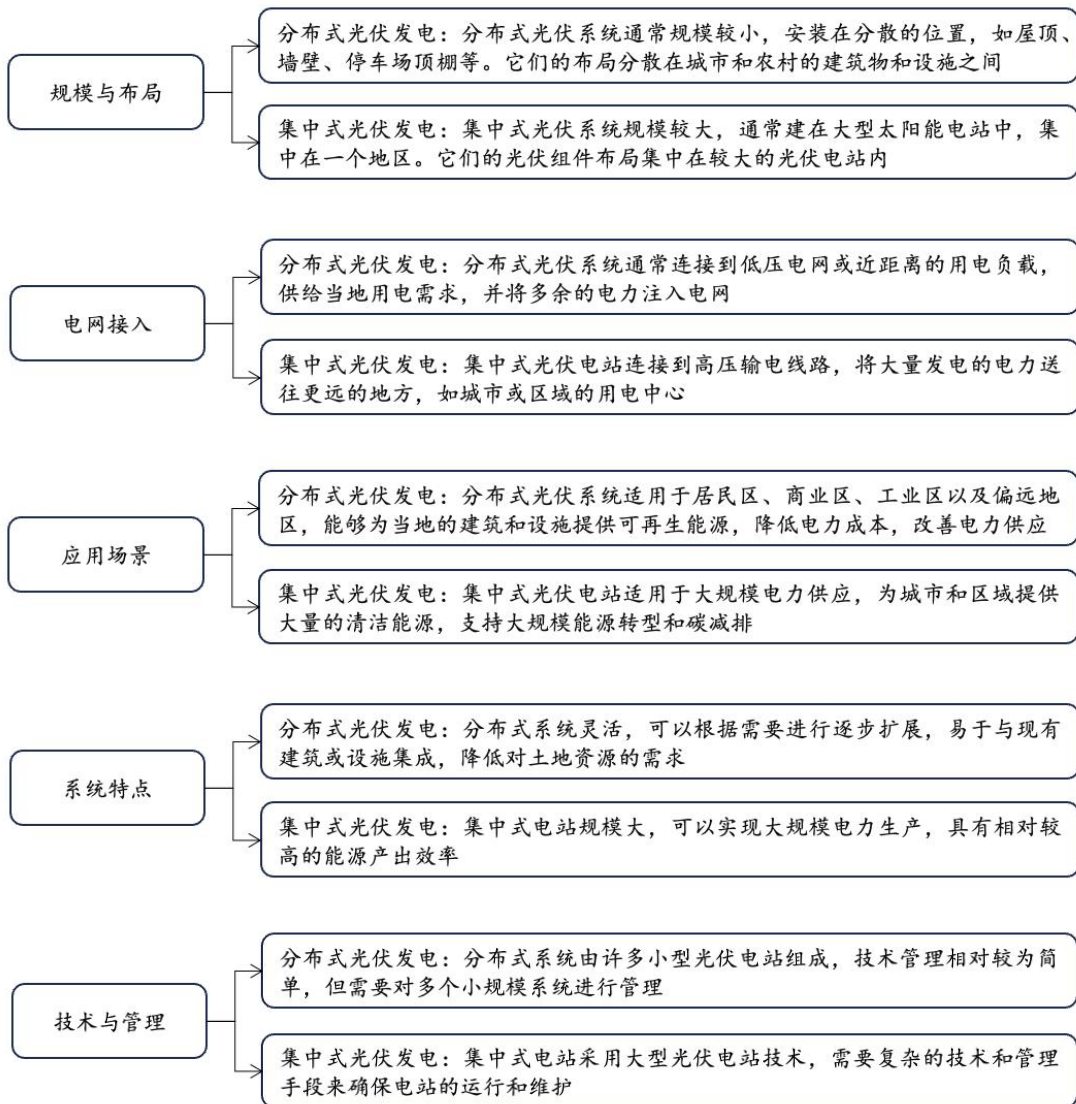 规模与布局
分布式光伏发电：分布式光伏系统通常规模较小，安装在分散的位置，如屋顶、
墙壁、停车场顶棚等。它们的布局分散在城市和农村的建筑物和设施之间
集中式光伏发电：集中式光伏系统规模较大，通常建在大型太阳能电站中，集
中在一个地区。它们的光伏组件布局集中在较大的光伏电站内
电网接入
分布式光伏发电：分布式光伏系统通常连接到低压电网或近距离的用电负载，
供给当地用电需求，并将多余的电力注入电网
集中式光伏发电：集中式光伏电站连接到高压输电线路，将大量发电的电力送
往更远的地方，如城市或区域的用电中心
应用场景
分布式光伏发电：分布式光伏系统适用于居民区、商业区、工业区以及偏远地
区，能够为当地的建筑和设施提供可再生能源，降低电力成本，改善电力供应
集中式光伏发电：集中式光伏电站适用于大规模电力供应，为城市和区域提供
大量的清洁能源，支持大规模能源转型和碳减排
系统特点
分布式光伏发电：分布式系统灵活，可以根据需要进行逐步扩展，易于与现有
建筑或设施集成，降低对土地资源的需求
集中式光伏发电：集中式电站规模大，可以实现大规模电力生产，具有相对较
高的能源产出效率
技术与管理
分布式光伏发电：分布式系统由许多小型光伏电站组成，技术管理相对较为简
单，但需要对多个小规模系统进行管理
集中式光伏发电：集中式电站采用大型光伏电站技术，需要复杂的技术和管理
手段来确保电站的运行和维护